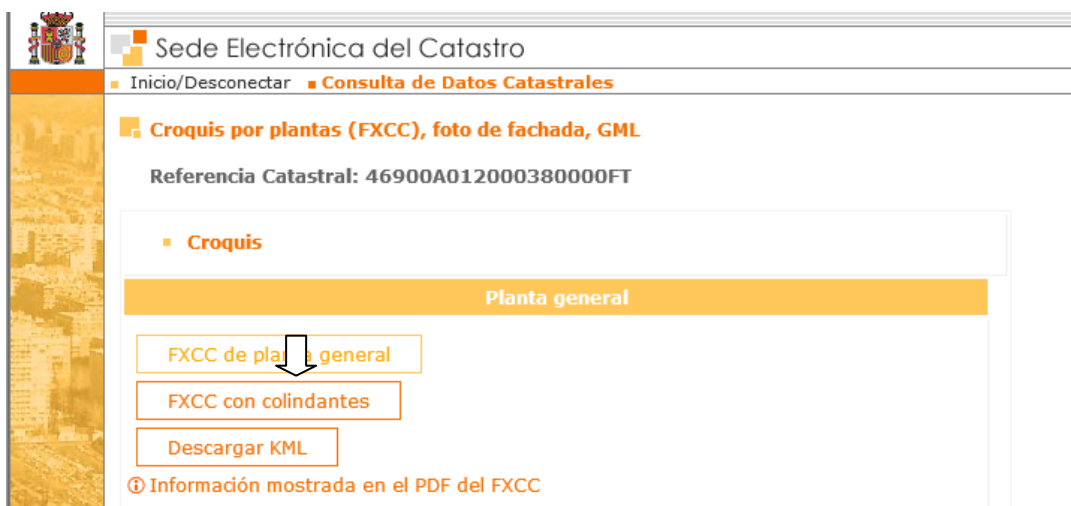 Sede Electrónica del Catastro
Inicio/Desconectar Consulta de Datos Catastrales
Croquis por plantas (FXCC), foto de fachada, GML
Referencia Catastral: 46900A012000380000FT
Croquis
Planta general
FXCC de planta general
FXCC con colindantes
Descargar KML
Información mostrada en el PDF del FXCC